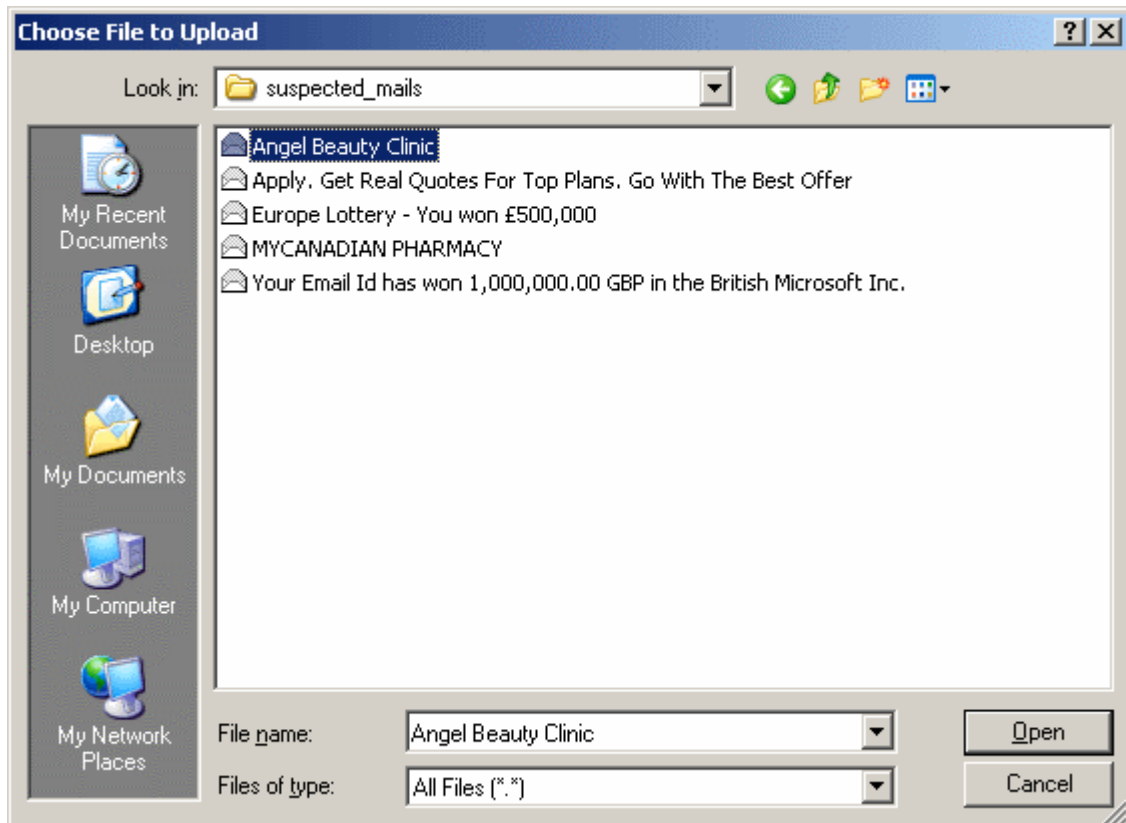 Choose File to Upload
Look in: suspected_mails
Angel Beauty Clinic
Apply. Get Real Quotes For Top Plans. Go With The Best Offer
Europe Lottery - You won £500,000
MYCANADIAN PHARMACY
Your Email Id has won 1,000,000.00 GBP in the British Microsoft Inc.
My Recent
Documents
Desktop
My Documents
My Computer
My Network
Places
File name: Angel Beauty Clinic Open
Files of type: All Files (*.*) Cancel